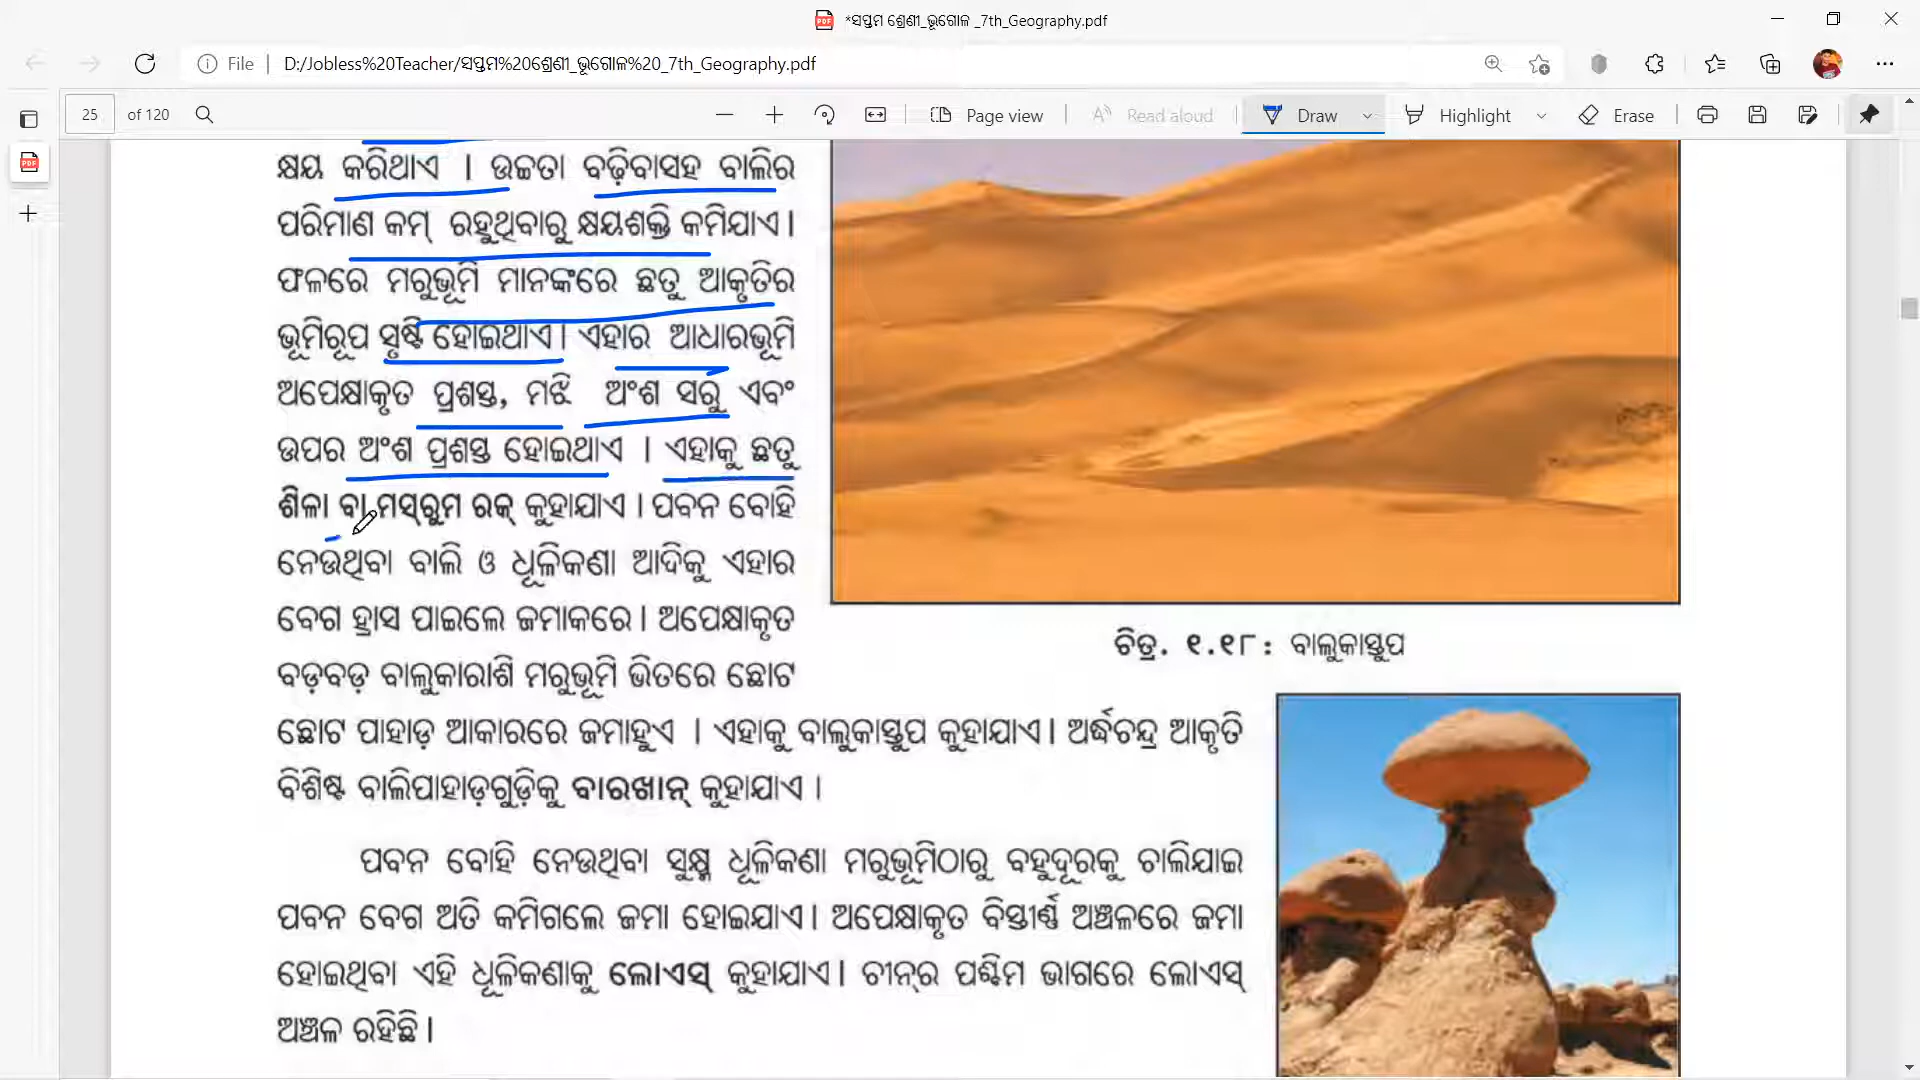 *ସପ୍ତମ ଶ୍ରେଣୀ_ଭୂଗୋଳ _7th_Geography.pdf
File D:/Jobless%20Teacher/ସପ୍ତମ%20ଶ୍ରେଣୀ_ଭୂଗୋଳ%20_7th_Geography.pdf
25 of 120 Page view Read aloud Draw Highlight Erase
କ୍ଷୟ କରିଥାଏ । ଉଚ୍ଚତା ବଢ଼ିବାସହ ବାଲିର
ପରିମାଣ କମ୍ ରହୁଥିବାରୁ କ୍ଷୟଶକ୍ତି କମିଯାଏ।
ଫଳରେ ମରୁଭୂମି ମାନଙ୍କରେ ଛତୁ ଆକୃତିର
ଭୂମିରୂପ ସୃଷ୍ଟି ହୋଇଥାଏ। ଏହାର ଆଧାରଭୂମି
ଅପେକ୍ଷାକୃତ ପ୍ରଶସ୍ତ, ମଝି ଅଂଶ ସରୁ ଏବଂ
ଉପର ଅଂଶ ପ୍ରଶସ୍ତ ହୋଇଥାଏ । ଏହାକୁ ଛତୁ
ଶିଳା ବା ମସ୍‌ରୁମ ରକ୍ କୁହାଯାଏ । ପବନ ବୋହି
ନେଉଥିବା ବାଲି ଓ ଧୂଳିକଣା ଆଦିକୁ ଏହାର
ବେଗ ହ୍ରାସ ପାଇଲେ ଜମାକରେ। ଅପେକ୍ଷାକୃତ
ବଡ଼ବଡ଼ ବାଲୁକାରାଶି ମରୁଭୂମି ଭିତରେ ଛୋଟ
ଛୋଟ ପାହାଡ଼ ଆକାରରେ ଜମାହୁଏ । ଏହାକୁ ବାଲୁକାସ୍ତୁପ କୁହାଯାଏ। ଅର୍ଦ୍ଧଚନ୍ଦ୍ର ଆକୃତି
ବିଶିଷ୍ଟ ବାଲିପାହାଡ଼ଗୁଡ଼ିକୁ ବାରଖାନ୍ କୁହାଯାଏ ।
ଚିତ୍ର. ୧.୧୮: ବାଲୁକାସ୍ତୁପ
ପବନ ବୋହି ନେଉଥିବା ସୂକ୍ଷ୍ମ ଧୂଳିକଣା ମରୁଭୂମିଠାରୁ ବହୁଦୂରକୁ ଚାଲିଯାଇ
ପବନ ବେଗ ଅତି କମିଗଲେ ଜମା ହୋଇଯାଏ। ଅପେକ୍ଷାକୃତ ବିସ୍ତୀର୍ଣ୍ଣ ଅଞ୍ଚଳରେ ଜମା
ହୋଇଥିବା ଏହି ଧୂଳିକଣାକୁ ଲୋଏସ୍ କୁହାଯାଏ। ଚୀନ୍‌ର ପଶ୍ଚିମ ଭାଗରେ ଲୋଏସ୍
ଅଞ୍ଚଳ ରହିଛି।